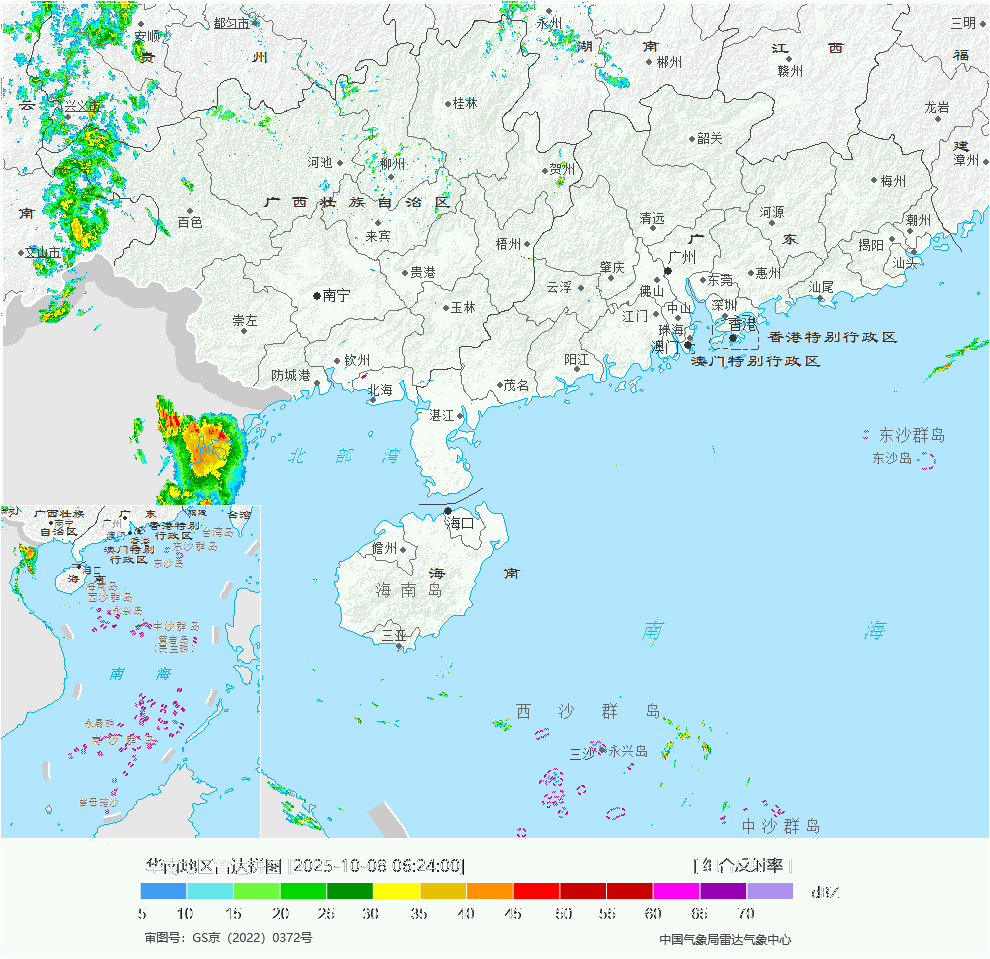 永州
三明
都匀市
安顺
贵 州
湖 南
江 西
福
郴州
赣州
云
兴义市
桂林
龙岩
韶关
建
河池
柳州
贺州
漳州
梅州
广西壮族自治区
南
百色
来宾
清远
河源
潮州
文山市
梧州
广 东
揭阳
汕头
贵港
肇庆
广州
惠州
南宁
云浮
佛山
东莞
汕尾
崇左
玉林
江门
中山
深圳
珠海
香港
香港特别行政区
澳门
澳门特别行政区
钦州
阳江
防城港
北海
茂名
湛江
东沙群岛
北 部 湾
东沙岛
海口
儋州
海 南
海南岛
三亚
南 海
西沙群岛
三沙
永兴岛
中沙群岛
广西壮族
自治区
南宁
广 东
广州
福建
台湾
香港特别
行政区
香港
澳门
澳门特别
行政区
台湾岛
东沙群岛
东沙岛
海口
海 南
海南岛
西沙群岛
永兴岛
中沙群岛
黄岩岛
(民主礁)
南 海
永暑礁
南沙群岛
曾母暗沙
华南地区雷达拼图 [2025-10-08 06:24:00]
[组合反射率]
dBZ
5 10 15 20 25 30 35 40 45 50 55 60 65 70
审图号：GS京（2022）0372号
中国气象局雷达气象中心